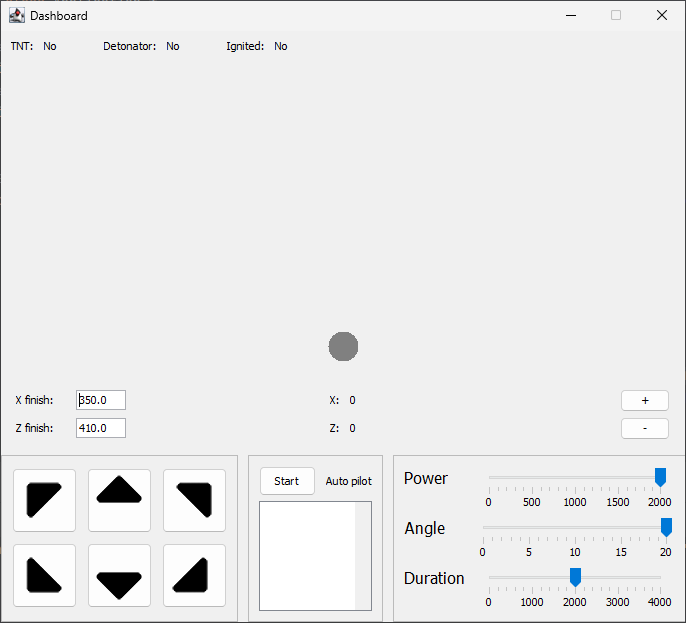 Dashboard
TNT: No Detonator: No Ignited: No
X finish: 350.0 X: 0 +
Z finish: 410.0 Z: 0 -
Start Auto pilot
Power
0 500 1000 1500 2000
Angle
0 5 10 15 20
Duration
0 1000 2000 3000 4000